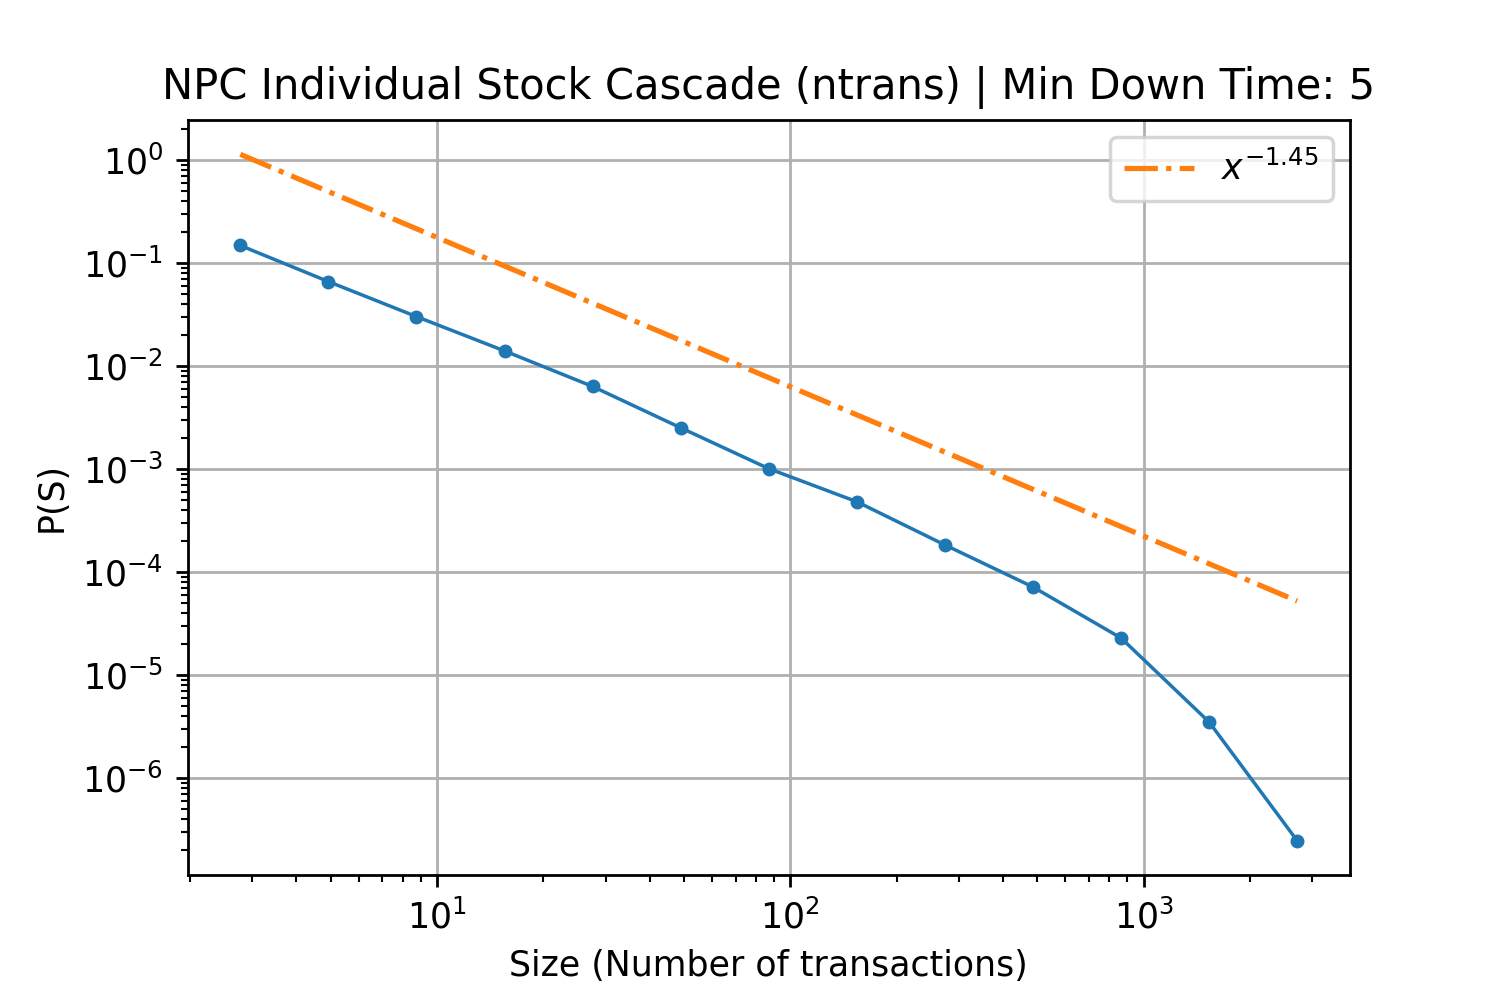 NPC Individual Stock Cascade (ntrans) | Min Down Time: 5
x^{-1.45}
10^0
10^{-1}
10^{-2}
10^{-3}
10^{-4}
10^{-5}
10^{-6}
P(S)
10^1 10^2 10^3
Size (Number of transactions)